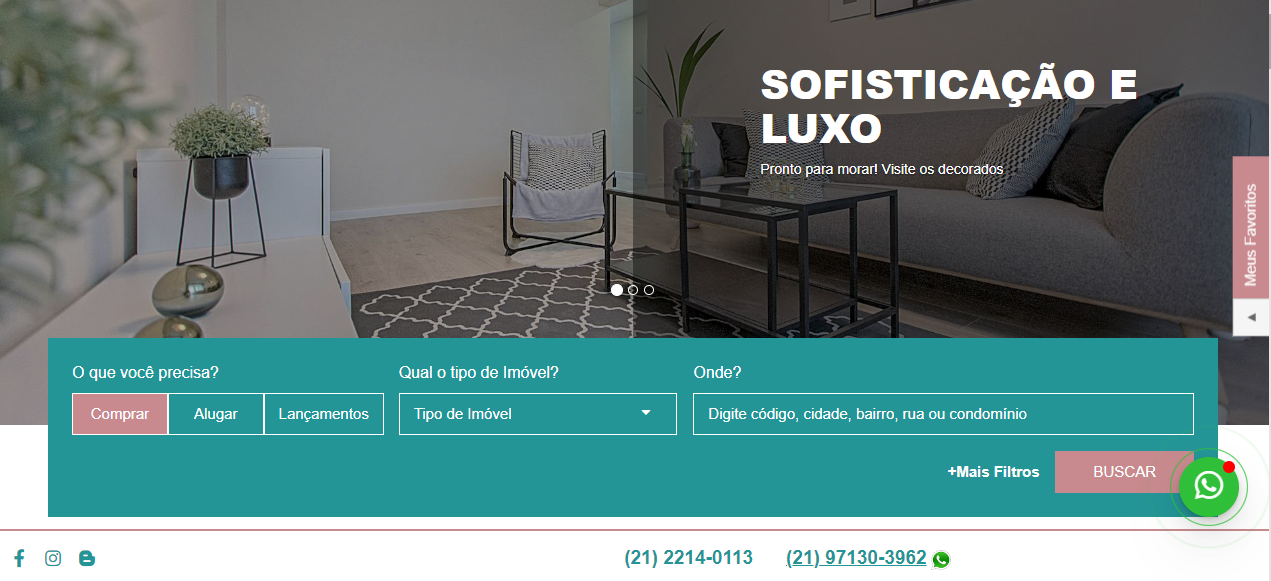 SOFISTICAÇÃO E
LUXO
Pronto para morar! Visite os decorados
Meus Favoritos
O que você precisa?
Qual o tipo de Imóvel?
Onde?
Comprar
Alugar
Lançamentos
Tipo de Imóvel
Digite código, cidade, bairro, rua ou condomínio
+Mais Filtros
BUSCAR
(21) 2214-0113
(21) 97130-3962